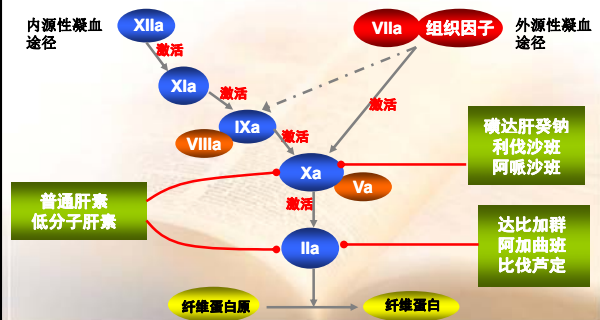 内源性凝血
途径
XIIa
VIIa
组织因子
外源性凝血
途径
激活
XIa
激活
激活
IXa
VIIIa
激活
磺达肝癸钠
利伐沙班
阿哌沙班
Xa
Va
普通肝素
低分子肝素
激活
IIa
达比加群
阿加曲班
比伐芦定
纤维蛋白原
纤维蛋白